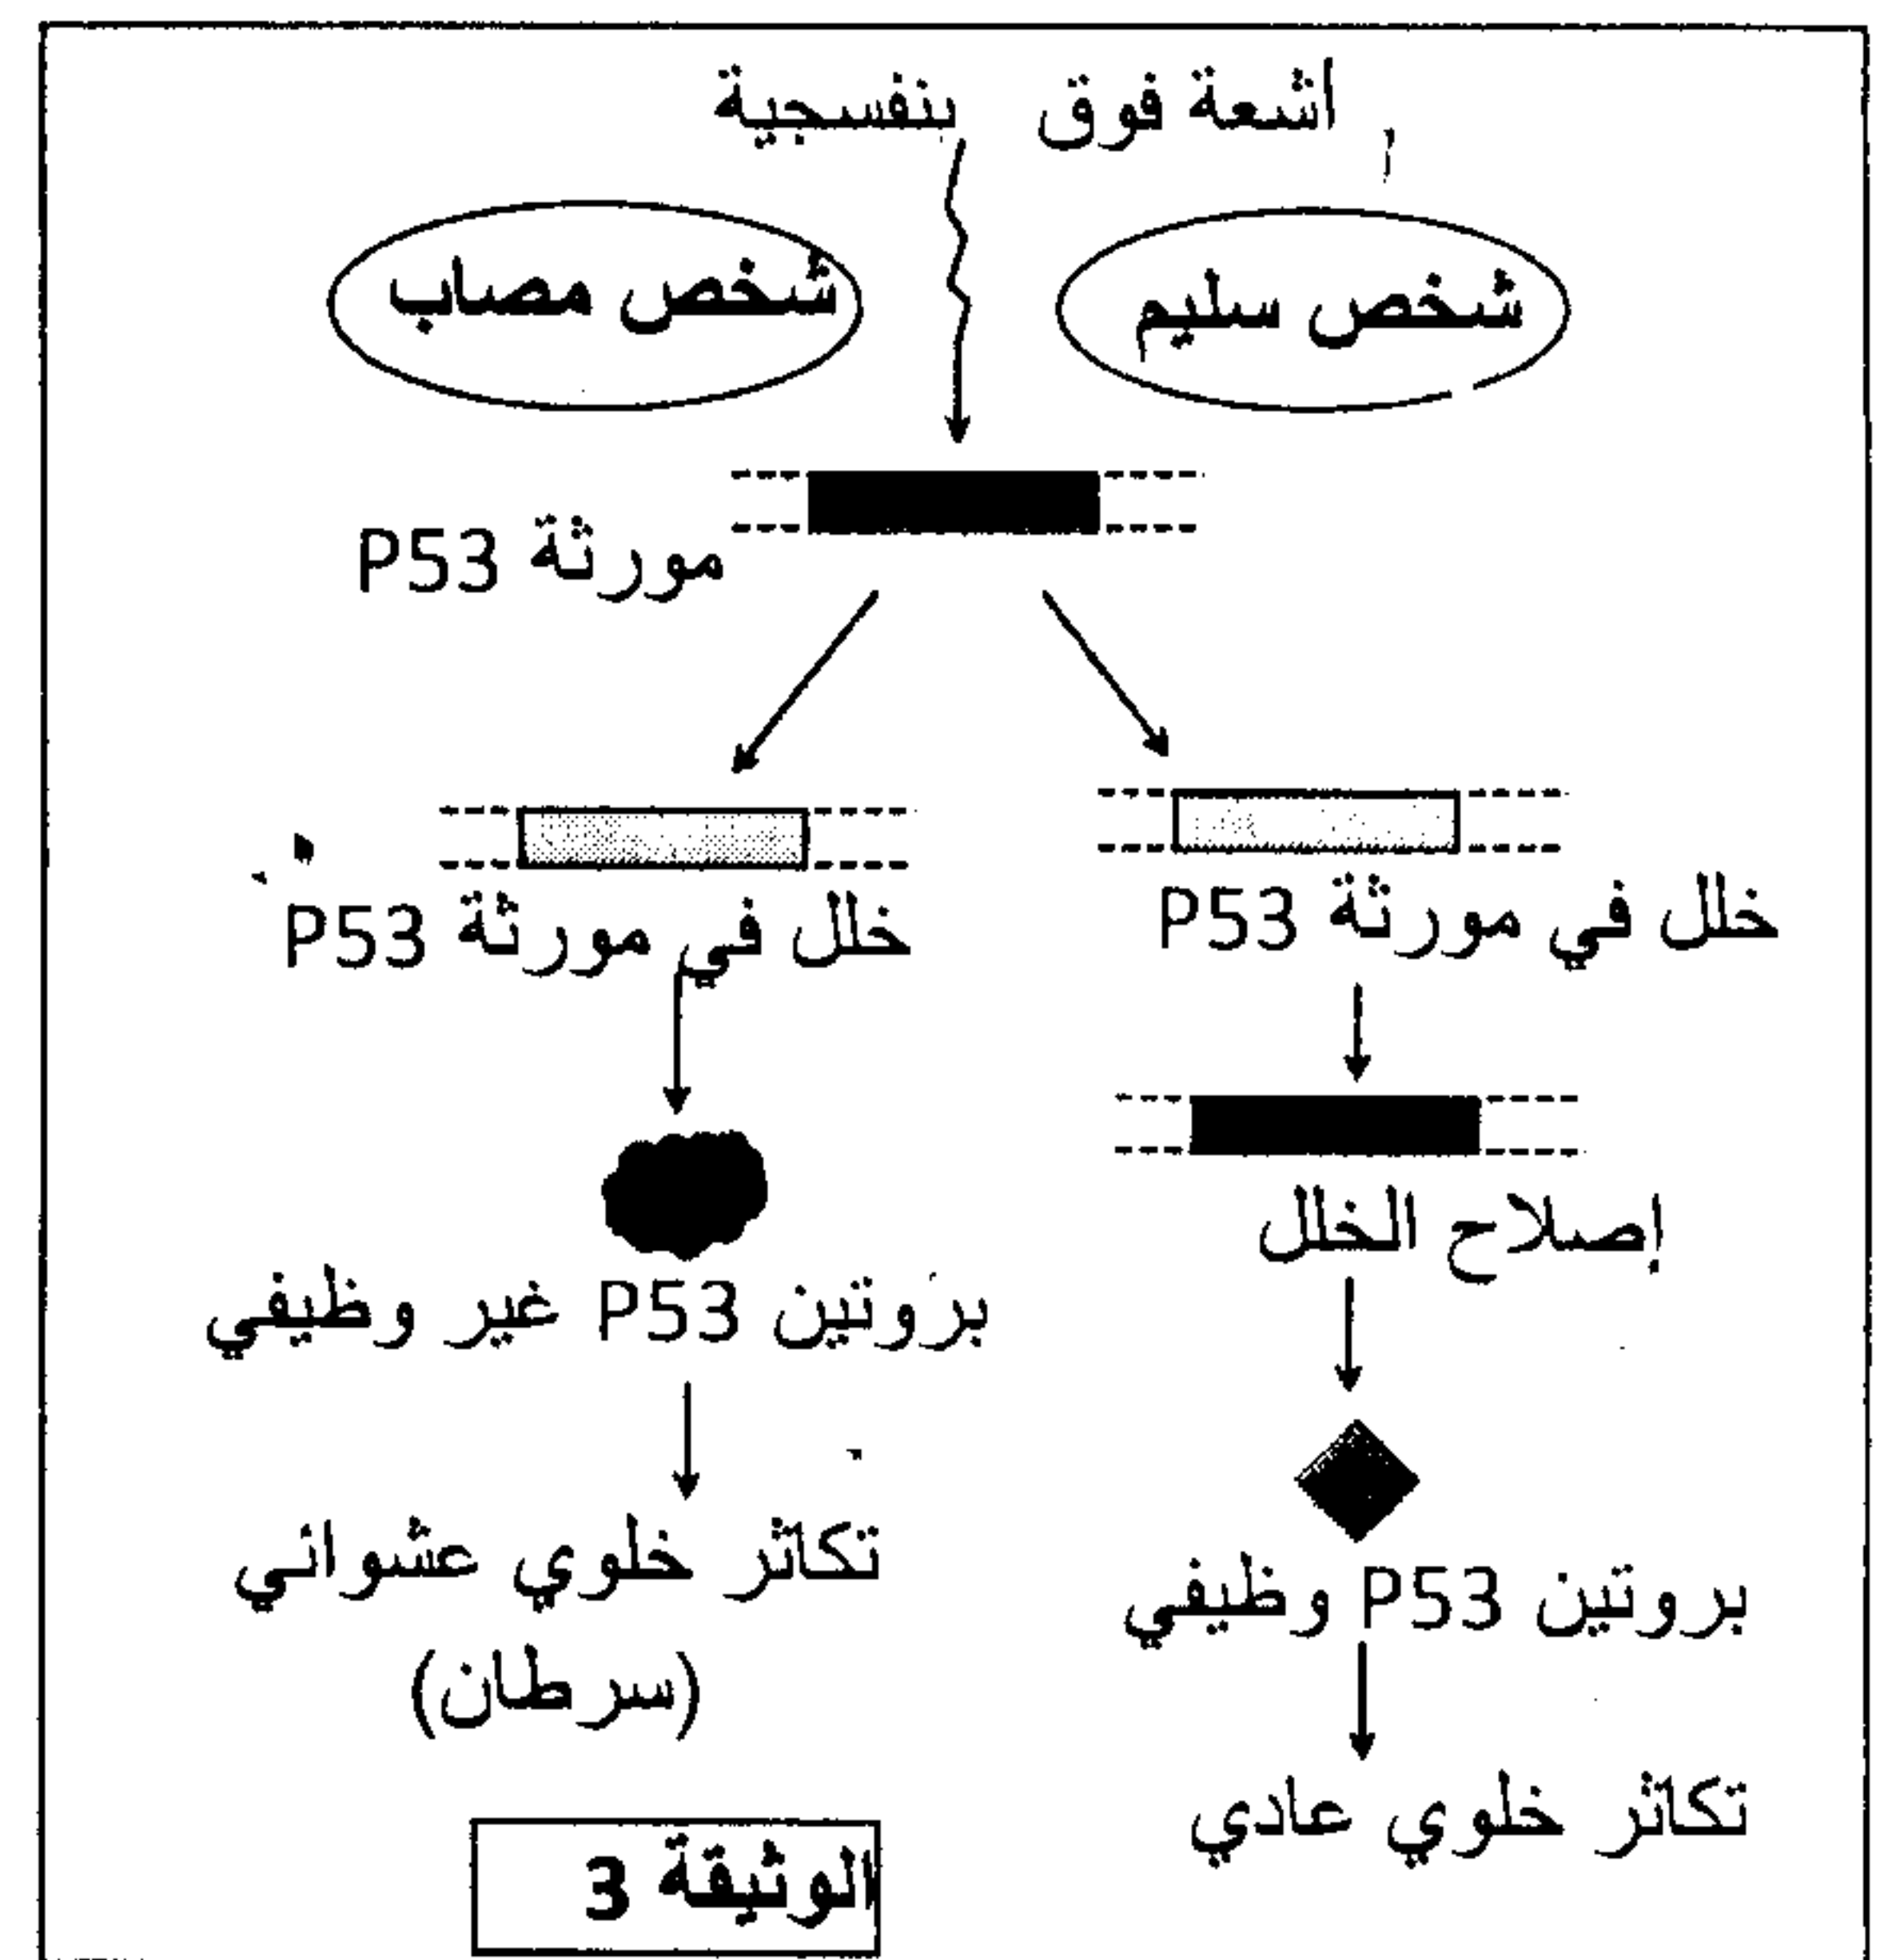 أشعة فوق بنفسجية
شخص سليم
شخص مصاب
مورثة P53
خلل في مورثة P53
خلل في مورثة P53
إصلاح الخلل
بروتين P53 غير وظيفي
تكاثر خلوي عشوائي
(سرطان)
بروتين P53 وظيفي
تكاثر خلوي عادي
الوثيقة 3